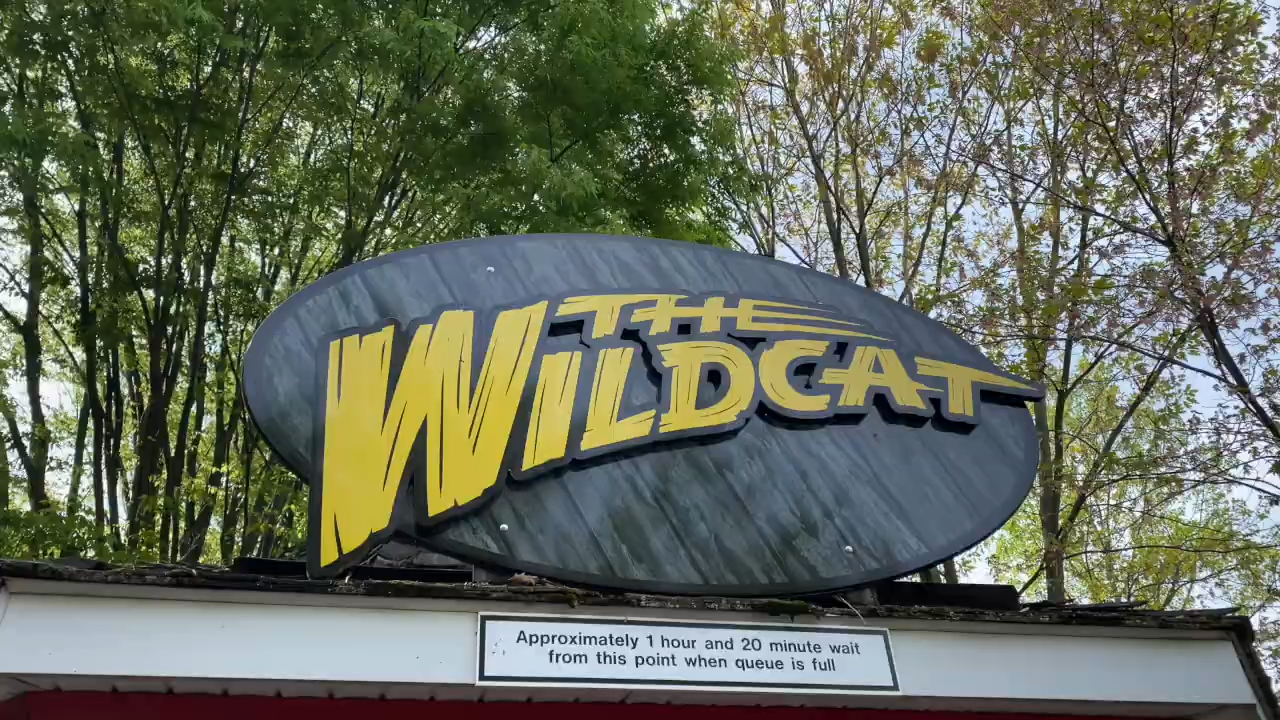 THE
WILDCAT
Approximately 1 hour and 20 minute wait
from this point when queue is full